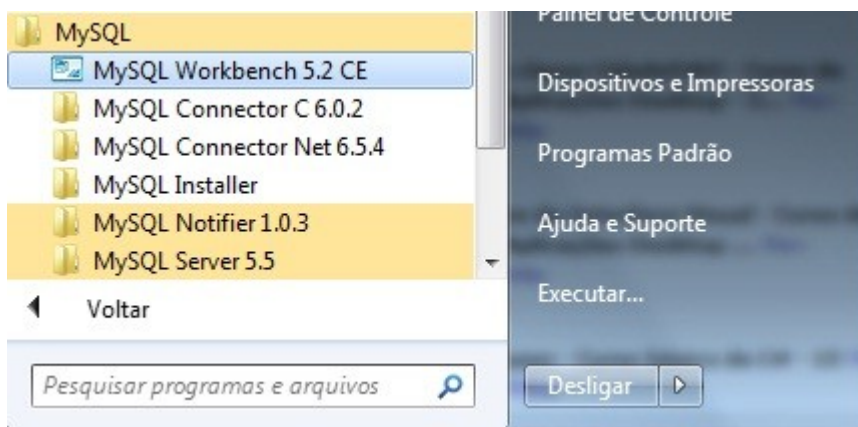 MySQL
MySQL Workbench 5.2 CE
MySQL Connector C 6.0.2
MySQL Connector Net 6.5.4
MySQL Installer
MySQL Notifier 1.0.3
MySQL Server 5.5
Voltar
Pesquisar programas e arquivos
Painel de Controle
Dispositivos e Impressoras
Programas Padrão
Ajuda e Suporte
Executar...
Desligar